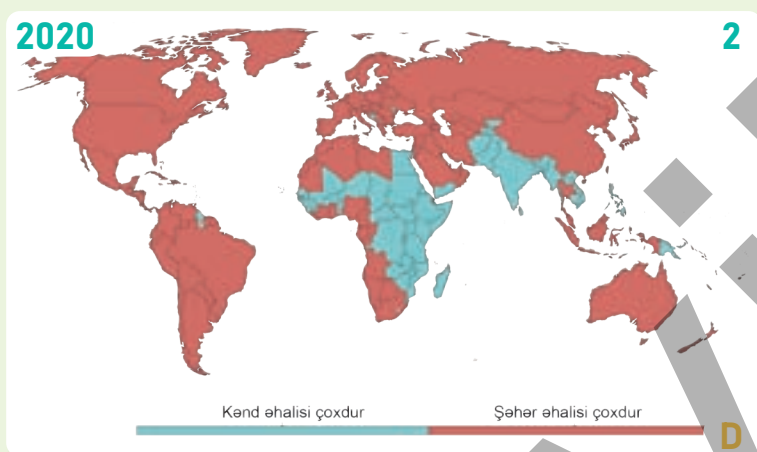 2020
2
Kənd əhalisi çoxdur
Şəhər əhalisi çoxdur
D